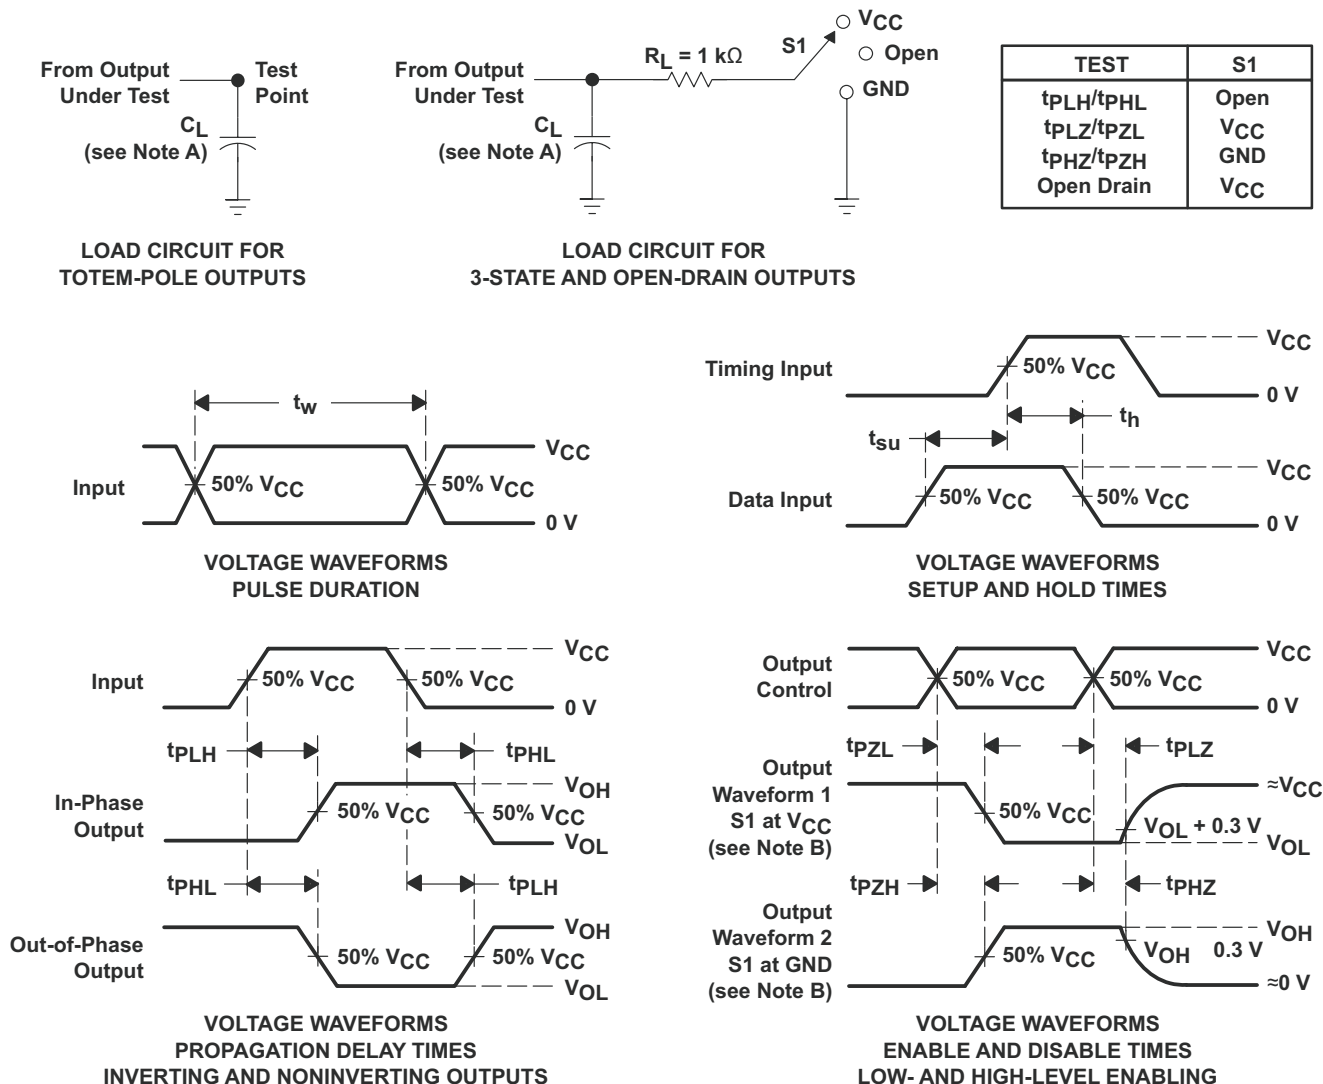 From Output
Under Test
Test
Point
CL
(see Note A)
LOAD CIRCUIT FOR
TOTEM-POLE OUTPUTS
From Output
Under Test
RL = 1 kΩ
S1
VCC
Open
GND
CL
(see Note A)
LOAD CIRCUIT FOR
3-STATE AND OPEN-DRAIN OUTPUTS
TEST S1
tPLH/tPHL Open
tPLZ/tPZL VCC
tPHZ/tPZH GND
Open Drain VCC
tw
Input
50% VCC
50% VCC
VCC
0 V
VOLTAGE WAVEFORMS
PULSE DURATION
Timing Input
50% VCC
VCC
0 V
tsu
th
Data Input
50% VCC
50% VCC
VCC
0 V
VOLTAGE WAVEFORMS
SETUP AND HOLD TIMES
Input
50% VCC
50% VCC
VCC
0 V
tPLH
tPHL
In-Phase
Output
50% VCC
50% VCC
VOH
VOL
tPHL
tPLH
Out-of-Phase
Output
50% VCC
50% VCC
VOH
VOL
VOLTAGE WAVEFORMS
PROPAGATION DELAY TIMES
INVERTING AND NONINVERTING OUTPUTS
Output
Control
50% VCC
50% VCC
VCC
0 V
tPZL
tPLZ
Output
Waveform 1
S1 at VCC
(see Note B)
50% VCC
VOL + 0.3 V
≈VCC
VOL
tPZH
tPHZ
Output
Waveform 2
S1 at GND
(see Note B)
50% VCC
VOH 0.3 V
VOH
≈0 V
VOLTAGE WAVEFORMS
ENABLE AND DISABLE TIMES
LOW- AND HIGH-LEVEL ENABLING